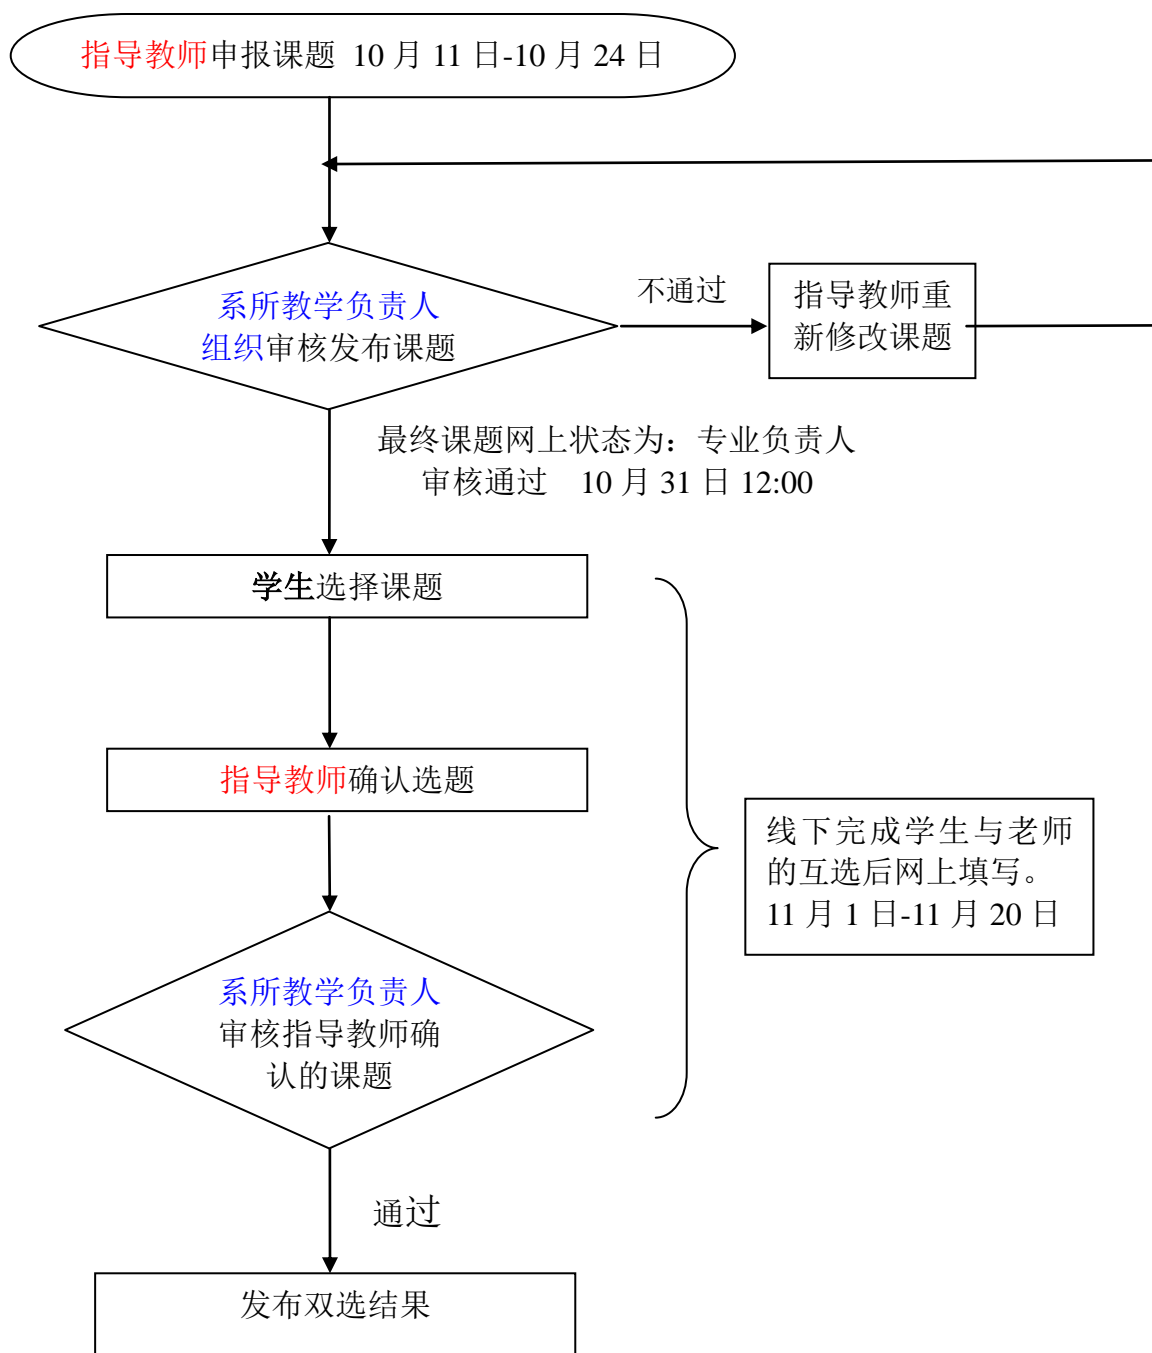 指导教师申报课题 10 月 11 日-10 月 24 日
系所教学负责人
组织审核发布课题
不通过
指导教师重
新修改课题
最终课题网上状态为：专业负责人
审核通过 10 月 31 日 12:00
学生选择课题
指导教师确认选题
线下完成学生与老师
的互选后网上填写。
11 月 1 日-11 月 20 日
系所教学负责人
审核指导教师确
认的课题
通过
发布双选结果